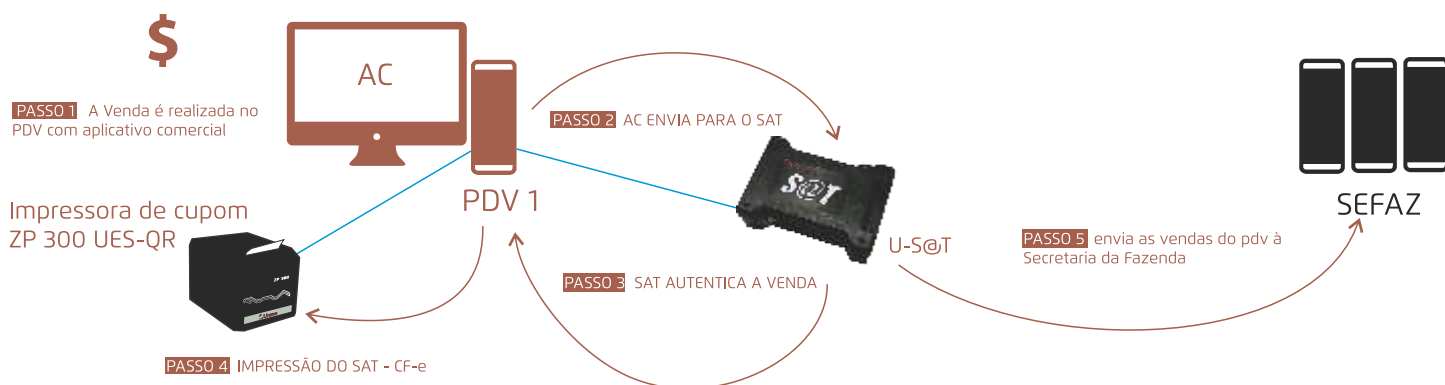 $
AC
PASSO 1 A Venda é realizada no
PDV com aplicativo comercial
PASSO 2 AC ENVIA PARA O SAT
S@T
PDV 1
Impressora de cupom
ZP 300 UES-QR
SEFAZ
U-S@T
PASSO 5 envia as vendas do pdv à
Secretaria da Fazenda
ZP 300
PASSO 3 SAT AUTENTICA A VENDA
PASSO 4 IMPRESSÃO DO SAT - CF-e